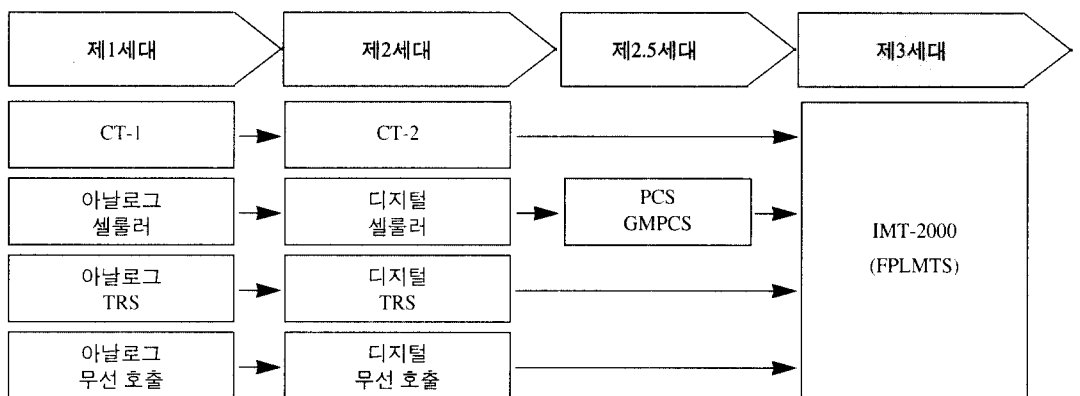 제1세대
제2세대
제2.5세대
제3세대
CT-1
CT-2
아날로그
셀룰러
디지털
셀룰러
PCS
GMPCS
IMT-2000
(FPLMTS)
아날로그
TRS
디지털
TRS
아날로그
무선 호출
디지털
무선 호출